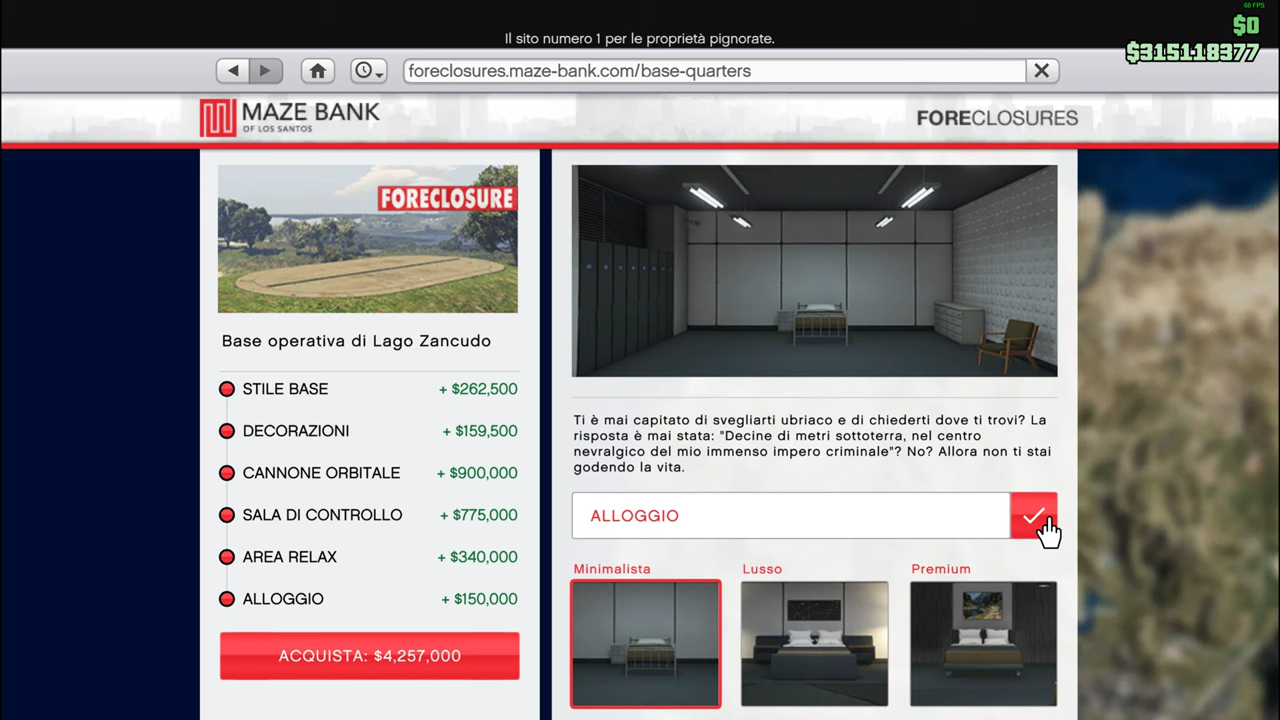 60 FPS
$0
$315118377
Il sito numero 1 per le proprietà pignorate.
foreclosures.maze-bank.com/base-quarters
MAZE BANK
OF LOS SANTOS
FORECLOSURES
FORECLOSURE
Base operativa di Lago Zancudo
STILE BASE + $262,500
DECORAZIONI + $159,500
CANNONE ORBITALE + $900,000
SALA DI CONTROLLO + $775,000
AREA RELAX + $340,000
ALLOGGIO + $150,000
ACQUISTA: $4,257,000
Ti è mai capitato di svegliarti ubriaco e di chiederti dove ti trovi? La
risposta è mai stata: "Decine di metri sottoterra, nel centro
nevralgico del mio immenso impero criminale"? No? Allora non ti stai
godendo la vita.
ALLOGGIO
Minimalista Lusso Premium